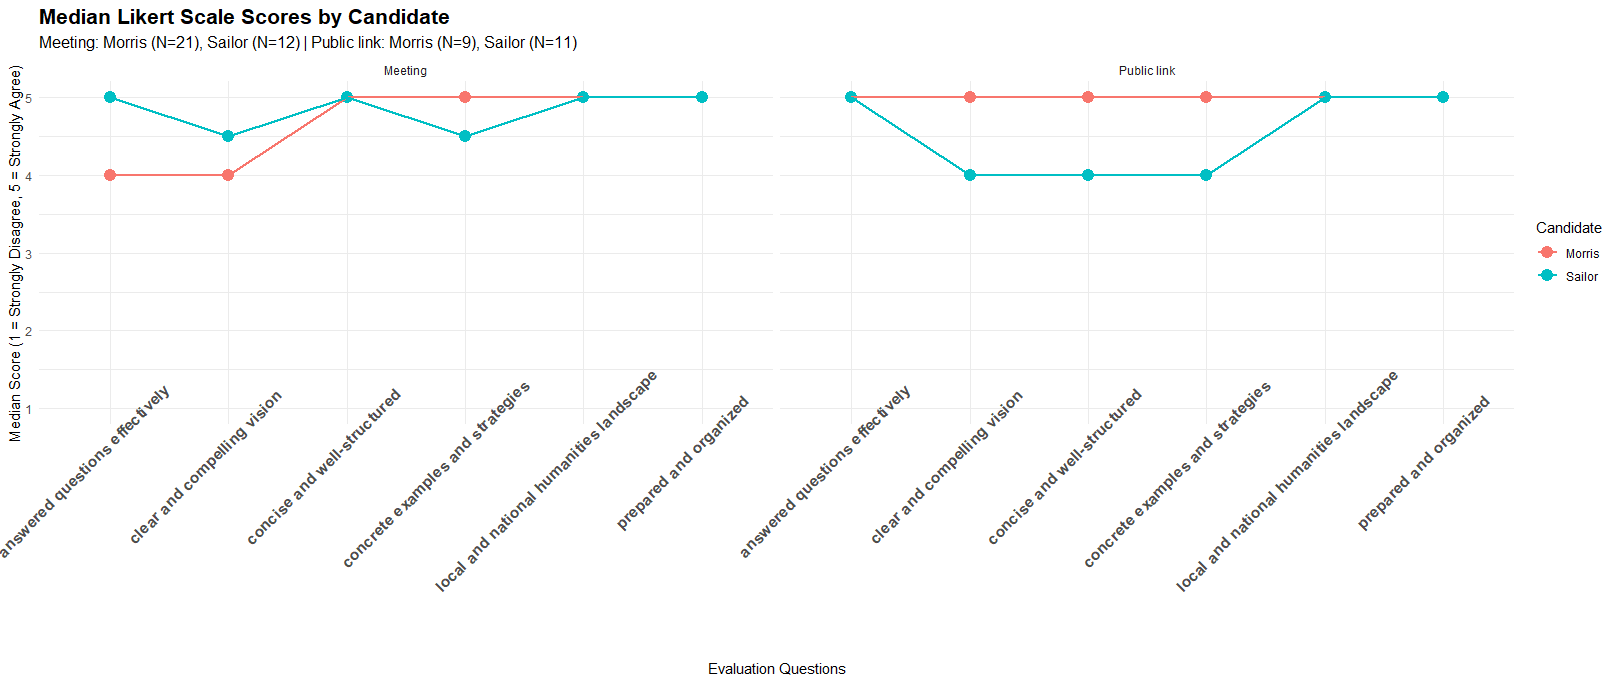 Median Likert Scale Scores by Candidate
Meeting: Morris (N=21), Sailor (N=12) | Public link: Morris (N=9), Sailor (N=11)
Meeting
Public link
Median Score (1 = Strongly Disagree, 5 = Strongly Agree)
5
4
3
2
1
answered questions effectively
clear and compelling vision
concise and well-structured
concrete examples and strategies
local and national humanities landscape
prepared and organized
answered questions effectively
clear and compelling vision
concise and well-structured
concrete examples and strategies
local and national humanities landscape
prepared and organized
Evaluation Questions
Candidate
Morris
Sailor